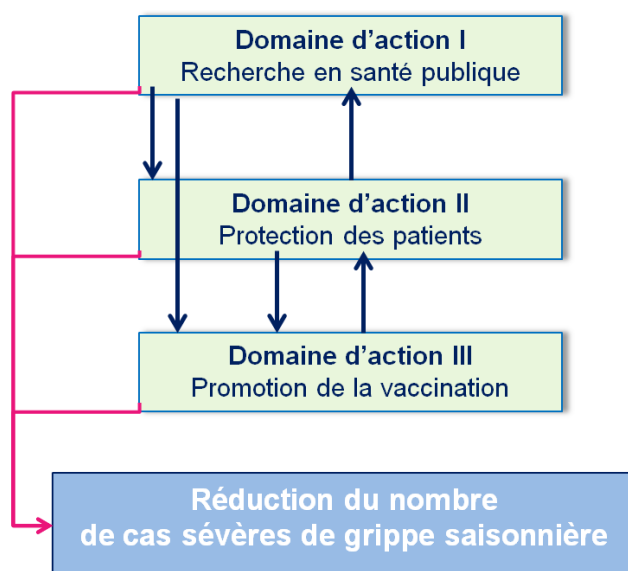 Domaine d'action I
Recherche en santé publique
Domaine d'action II
Protection des patients
Domaine d'action III
Promotion de la vaccination
Réduction du nombre
de cas sévères de grippe saisonnière